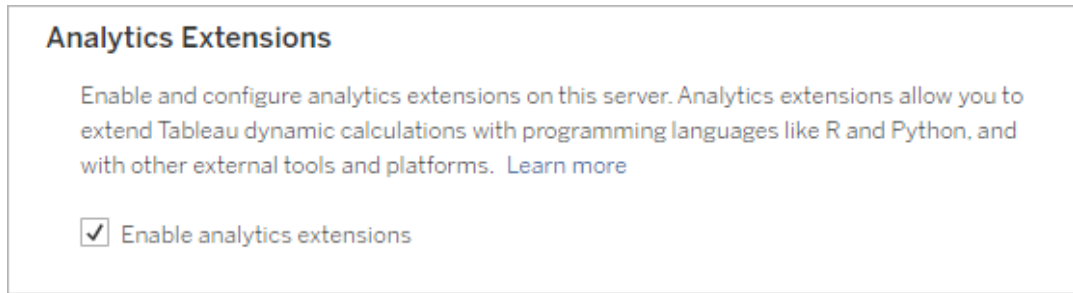 Analytics Extensions
Enable and configure analytics extensions on this server. Analytics extensions allow you to
extend Tableau dynamic calculations with programming languages like R and Python, and
with other external tools and platforms. Learn more
Enable analytics extensions